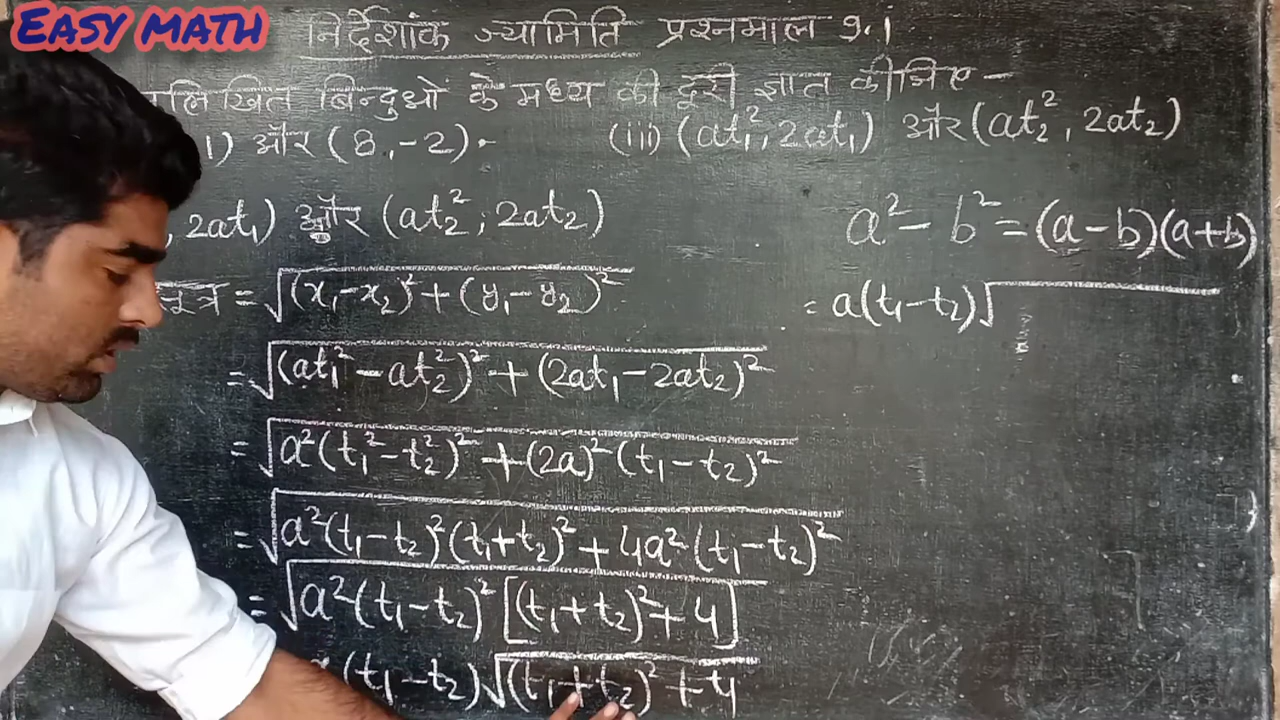 EASY MATH
निर्देशांक ज्यामिति प्रश्नमाल 9.1
लिखित बिन्दुओं के मध्य की दूरी ज्ञात कीजिए -
1) और (8, -2).
(iii) (at₁², 2at₁) और (at₂², 2at₂)
, 2at₁) और (at₂², 2at₂)
a² - b² = (a-b)(a+b)
सूत्र = √(x₁-x₂)² + (y₁-y₂)²
= a(t₁-t₂)√
= √(at₁² - at₂²)² + (2at₁ - 2at₂)²
= √a²(t₁² - t₂²)² + (2a)² (t₁ - t₂)²
= √a²(t₁-t₂)² (t₁+t₂)² + 4a² (t₁-t₂)²
= √a²(t₁-t₂)² [(t₁+t₂)² + 4]
(t₁-t₂)√(t₁+t₂)² + 4